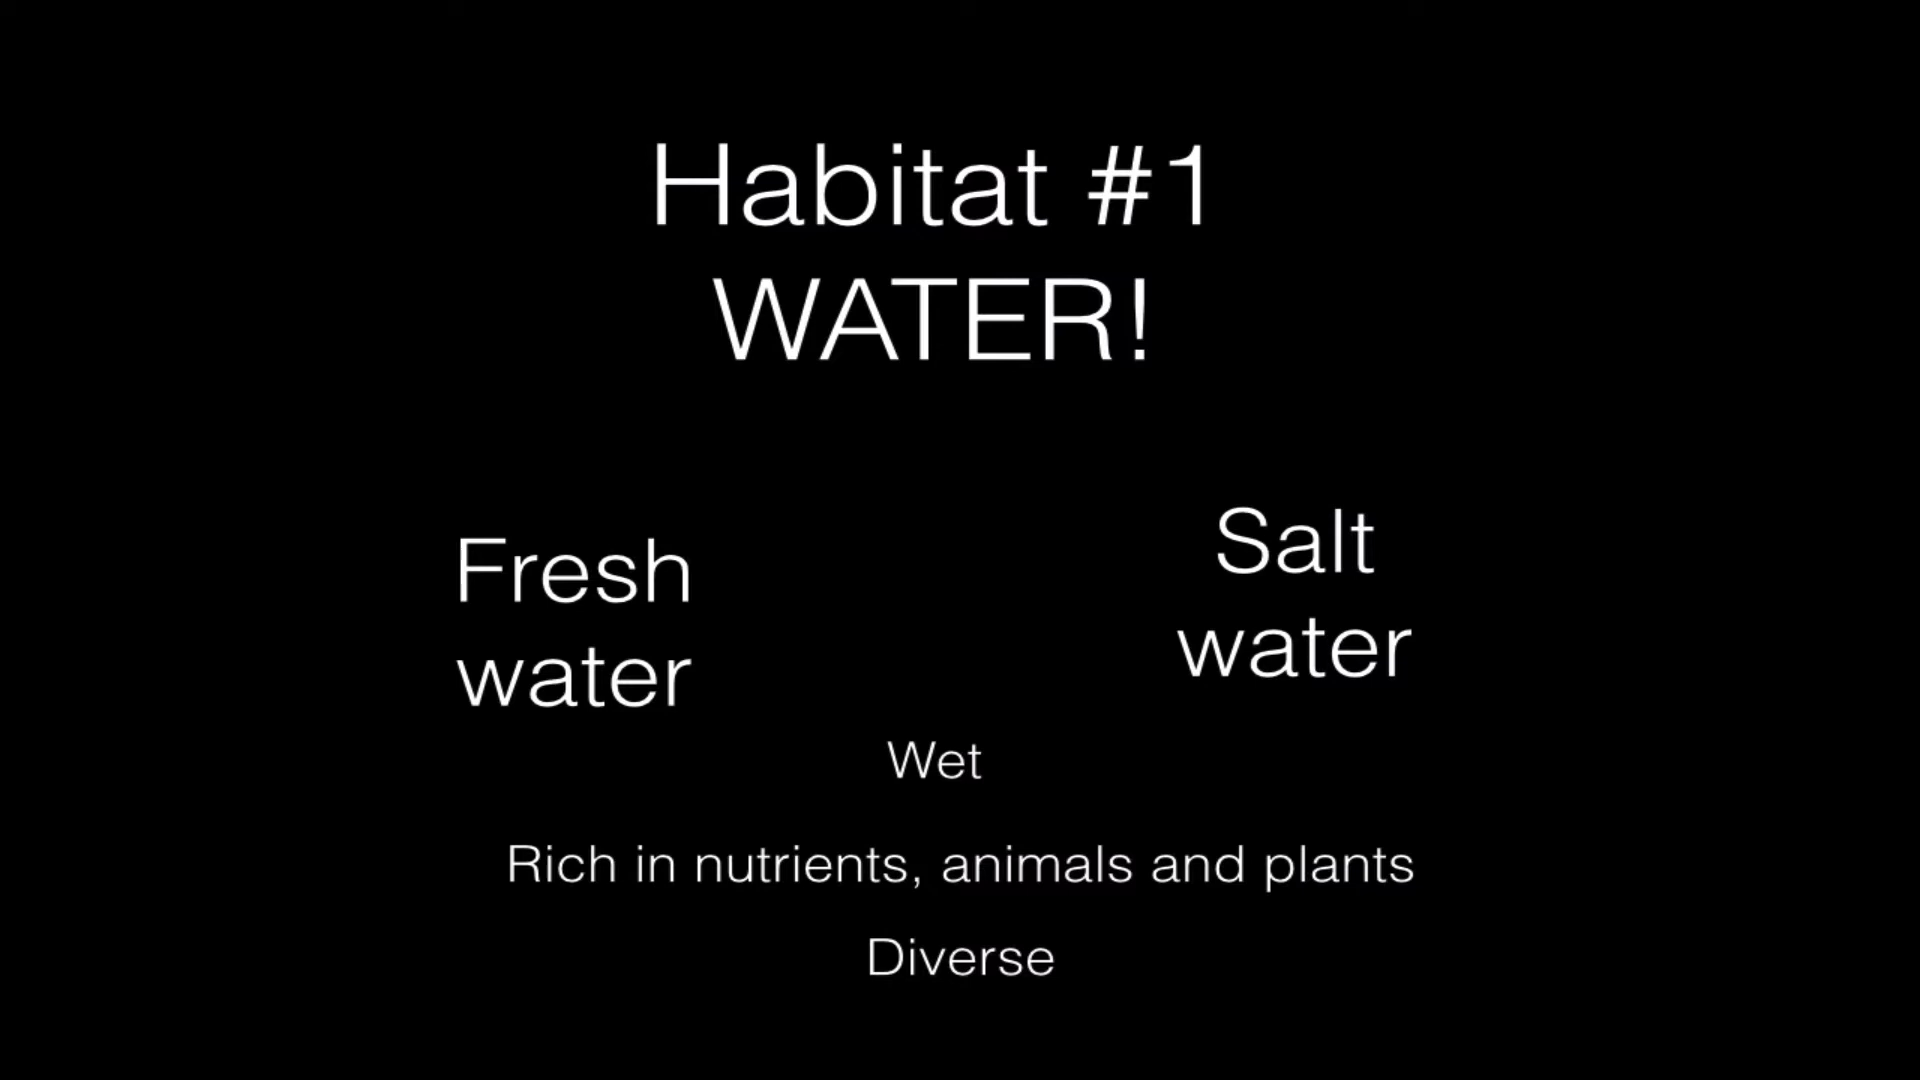 Habitat #1
WATER!
Fresh
water
Salt
water
Wet
Rich in nutrients, animals and plants
Diverse